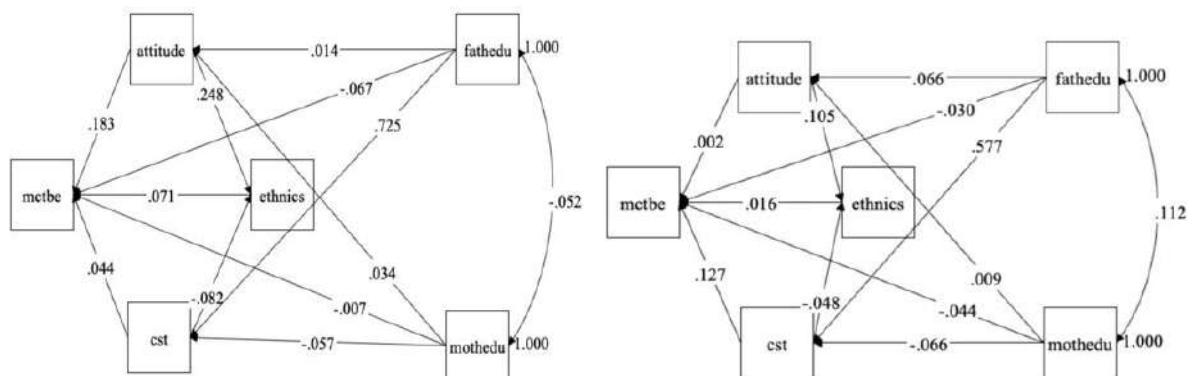 attitude
.014
fathedu
1.000
-.067
.248
.725
.183
mctbe
.071
ethnics
-.052
.044
.034
-.082
-.007
cst
-.057
mothedu
1.000
attitude
.066
fathedu
1.000
-.030
.105
.577
.002
mctbe
.016
ethnics
.112
.127
.009
-.048
-.044
cst
-.066
mothedu
1.000